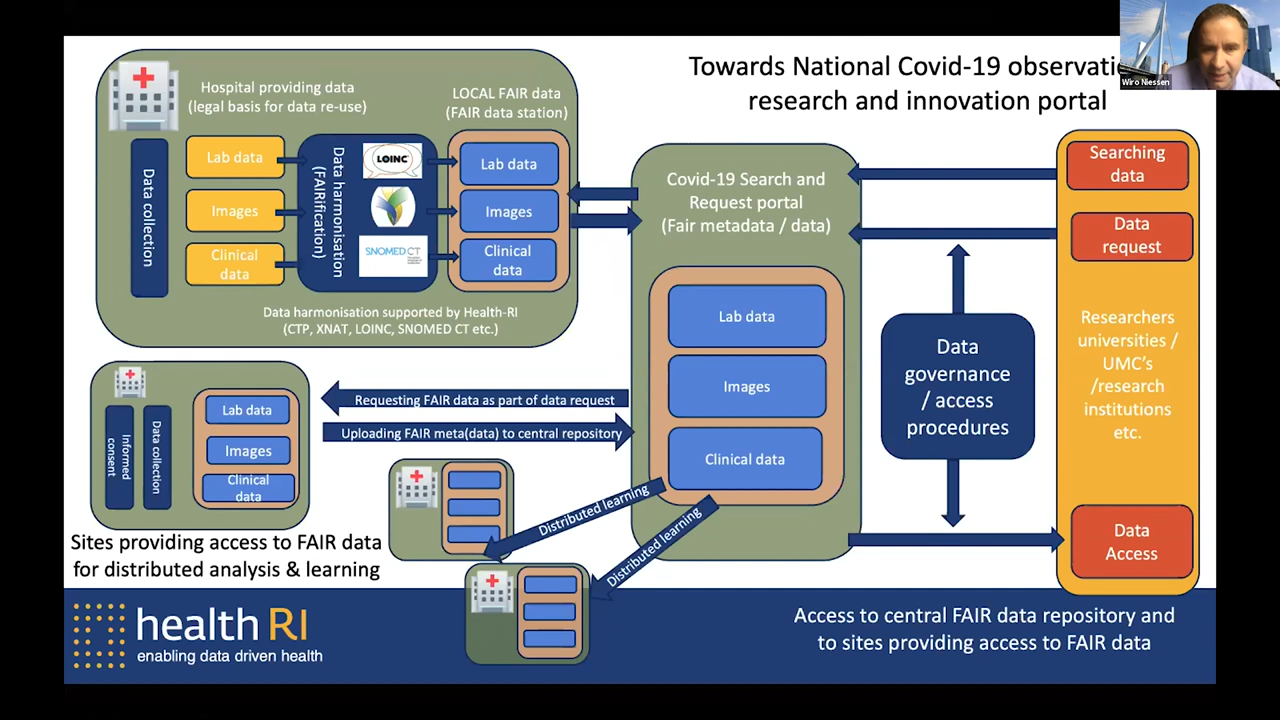 Towards National Covid-19 observati
research and innovation portal
Wiro Niessen
Hospital providing data
(legal basis for data re-use)
LOCAL FAIR data
(FAIR data station)
Data collection
Lab data
Images
Clinical
data
Data harmonisation
(FAIRification)
LOINC
SNOMED CT
Lab data
Images
Clinical
data
Data harmonisation supported by Health-RI
(CTP, XNAT, LOINC, SNOMED CT etc.)
Covid-19 Search and
Request portal
(Fair metadata / data)
Lab data
Images
Clinical data
Searching
data
Data
request
Researchers
universities /
UMC's
/research
institutions
etc.
Data
Access
Data
governance
/ access
procedures
Informed
consent
Data collection
Lab data
Images
Clinical
data
Requesting FAIR data as part of data request
Uploading FAIR meta(data) to central repository
Distributed learning
Distributed learning
Sites providing access to FAIR data
for distributed analysis & learning
health RI
enabling data driven health
Access to central FAIR data repository and
to sites providing access to FAIR data